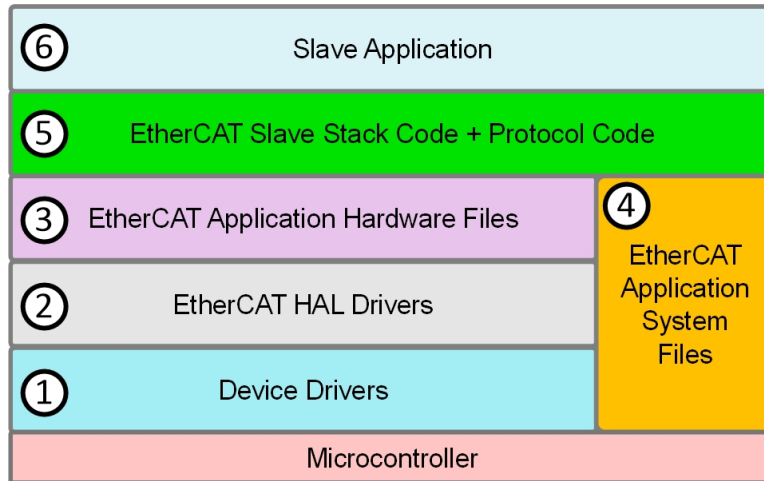 6 Slave Application
5 EtherCAT Slave Stack Code + Protocol Code
3 EtherCAT Application Hardware Files
4
EtherCAT
Application
System
Files
2 EtherCAT HAL Drivers
1 Device Drivers
Microcontroller